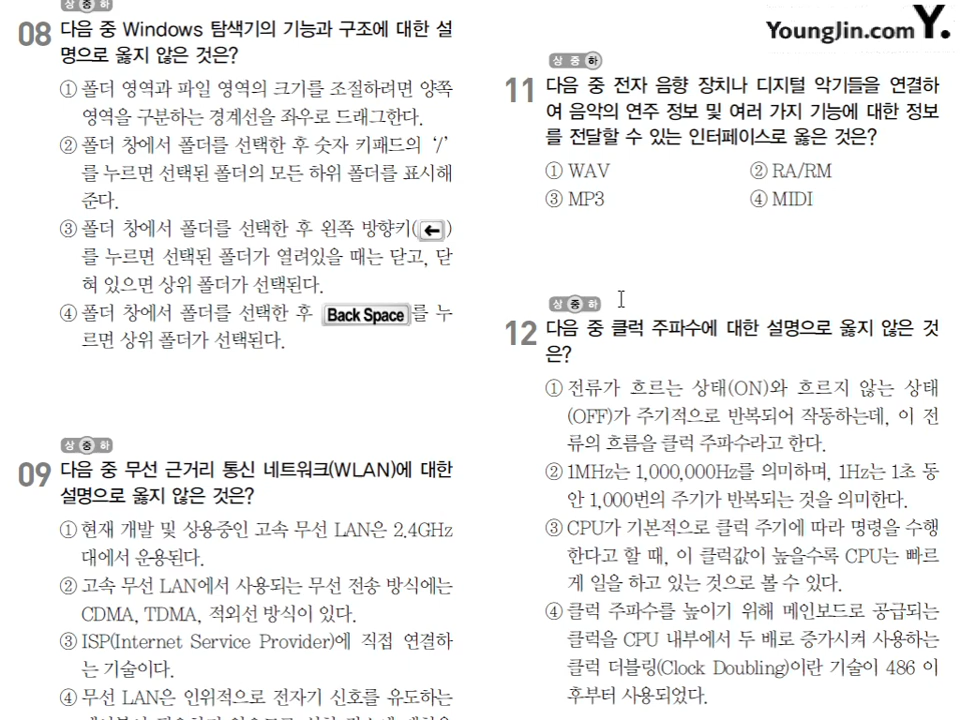 상 중 하
08 다음 중 Windows 탐색기의 기능과 구조에 대한 설
명으로 옳지 않은 것은?
① 폴더 영역과 파일 영역의 크기를 조절하려면 양쪽
영역을 구분하는 경계선을 좌우로 드래그한다.
② 폴더 창에서 폴더를 선택한 후 숫자 키패드의 ‘/’
를 누르면 선택된 폴더의 모든 하위 폴더를 표시해
준다.
③ 폴더 창에서 폴더를 선택한 후 왼쪽 방향키(←)
를 누르면 선택된 폴더가 열려있을 때는 닫고, 닫
혀 있으면 상위 폴더가 선택된다.
④ 폴더 창에서 폴더를 선택한 후 Back Space를 누
르면 상위 폴더가 선택된다.
상 중 하
09 다음 중 무선 근거리 통신 네트워크(WLAN)에 대한
설명으로 옳지 않은 것은?
① 현재 개발 및 상용중인 고속 무선 LAN은 2.4GHz
대에서 운용된다.
② 고속 무선 LAN에서 사용되는 무선 전송 방식에는
CDMA, TDMA, 적외선 방식이 있다.
③ ISP(Internet Service Provider)에 직접 연결하
는 기술이다.
④ 무선 LAN은 인위적으로 전자기 신호를 유도하는
YoungJin.com Y.
상 중 하
11 다음 중 전자 음향 장치나 디지털 악기들을 연결하
여 음악의 연주 정보 및 여러 가지 기능에 대한 정보
를 전달할 수 있는 인터페이스로 옳은 것은?
① WAV ② RA/RM
③ MP3 ④ MIDI
상 중 하
12 다음 중 클럭 주파수에 대한 설명으로 옳지 않은 것
은?
① 전류가 흐르는 상태(ON)와 흐르지 않는 상태
(OFF)가 주기적으로 반복되어 작동하는데, 이 전
류의 흐름을 클럭 주파수라고 한다.
② 1MHz는 1,000,000Hz를 의미하며, 1Hz는 1초 동
안 1,000번의 주기가 반복되는 것을 의미한다.
③ CPU가 기본적으로 클럭 주기에 따라 명령을 수행
한다고 할 때, 이 클럭값이 높을수록 CPU는 빠르
게 일을 하고 있는 것으로 볼 수 있다.
④ 클럭 주파수를 높이기 위해 메인보드로 공급되는
클럭을 CPU 내부에서 두 배로 증가시켜 사용하는
클럭 더블링(Clock Doubling)이란 기술이 486 이
후부터 사용되었다.